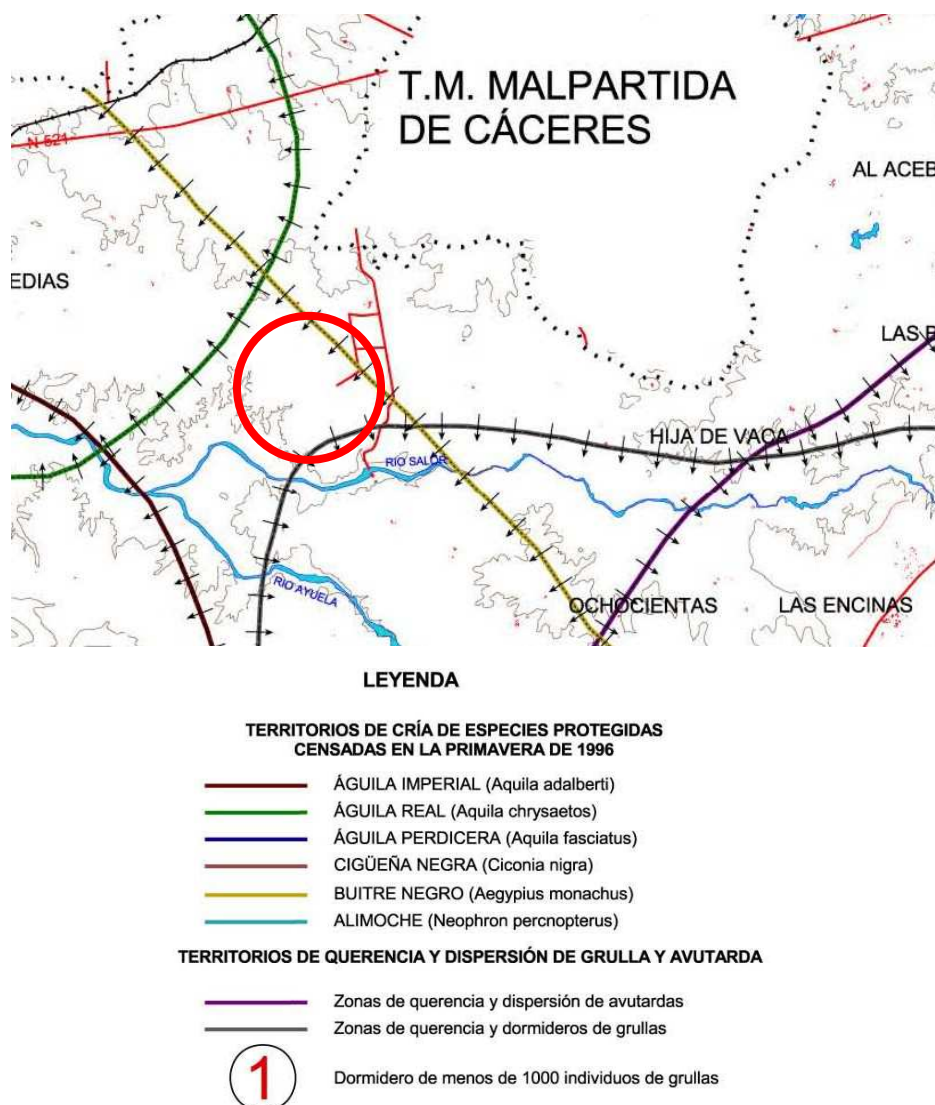 T.M. MALPARTIDA
DE CÁCERES
N 521
AL ACEB
EDIAS
LAS E
HIJA DE VACA
RIO SALOR
RIO AYUELA
OCHOCIENTAS
LAS ENCINAS
LEYENDA
TERRITORIOS DE CRÍA DE ESPECIES PROTEGIDAS
CENSADAS EN LA PRIMAVERA DE 1996
ÁGUILA IMPERIAL (Aquila adalberti)
ÁGUILA REAL (Aquila chrysaetos)
ÁGUILA PERDICERA (Aquila fasciatus)
CIGÜEÑA NEGRA (Ciconia nigra)
BUITRE NEGRO (Aegypius monachus)
ALIMOCHE (Neophron percnopterus)
TERRITORIOS DE QUERENCIA Y DISPERSIÓN DE GRULLA Y AVUTARDA
Zonas de querencia y dispersión de avutardas
Zonas de querencia y dormideros de grullas
1 Dormidero de menos de 1000 individuos de grullas